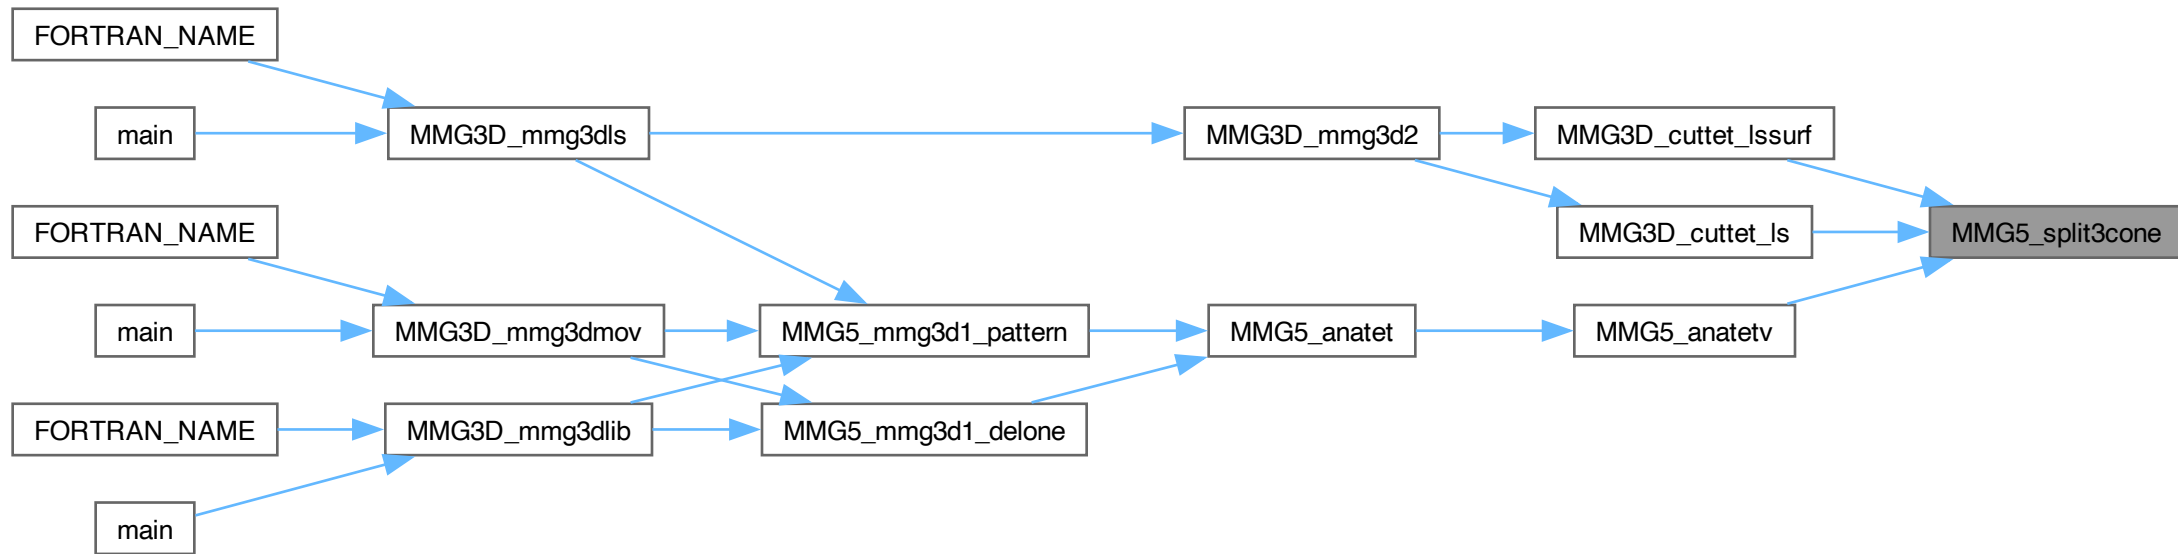 FORTRAN_NAME
main
MMG3D_mmg3dls
MMG3D_mmg3d2
MMG3D_cuttet_lssurf
FORTRAN_NAME
MMG3D_cuttet_ls
MMG5_split3cone
main
MMG3D_mmg3dmov
MMG5_mmg3d1_pattern
MMG5_anatet
MMG5_anatetv
FORTRAN_NAME
MMG3D_mmg3dlib
MMG5_mmg3d1_delone
main